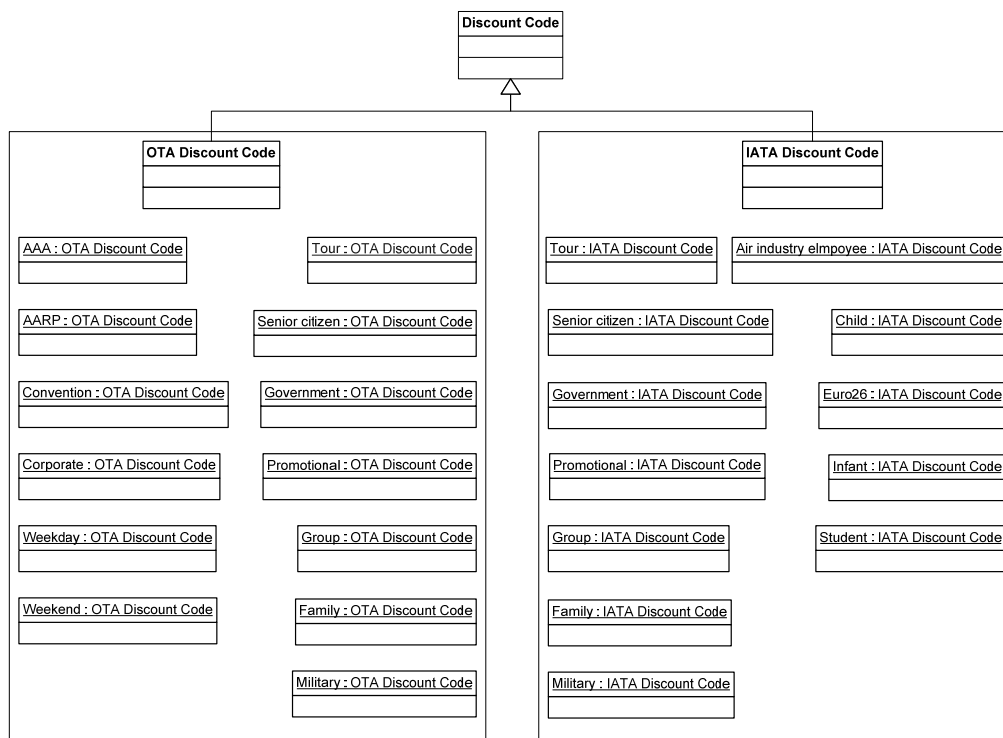 Discount Code
OTA Discount Code
AAA : OTA Discount Code
Tour : OTA Discount Code
AARP : OTA Discount Code
Senior citizen : OTA Discount Code
Convention : OTA Discount Code
Government : OTA Discount Code
Corporate : OTA Discount Code
Promotional : OTA Discount Code
Weekday : OTA Discount Code
Group : OTA Discount Code
Weekend : OTA Discount Code
Family : OTA Discount Code
Military : OTA Discount Code
IATA Discount Code
Tour : IATA Discount Code
Air industry elmpoyee : IATA Discount Code
Senior citizen : IATA Discount Code
Child : IATA Discount Code
Government : IATA Discount Code
Euro26 : IATA Discount Code
Promotional : IATA Discount Code
Infant : IATA Discount Code
Group : IATA Discount Code
Student : IATA Discount Code
Family : IATA Discount Code
Military : IATA Discount Code